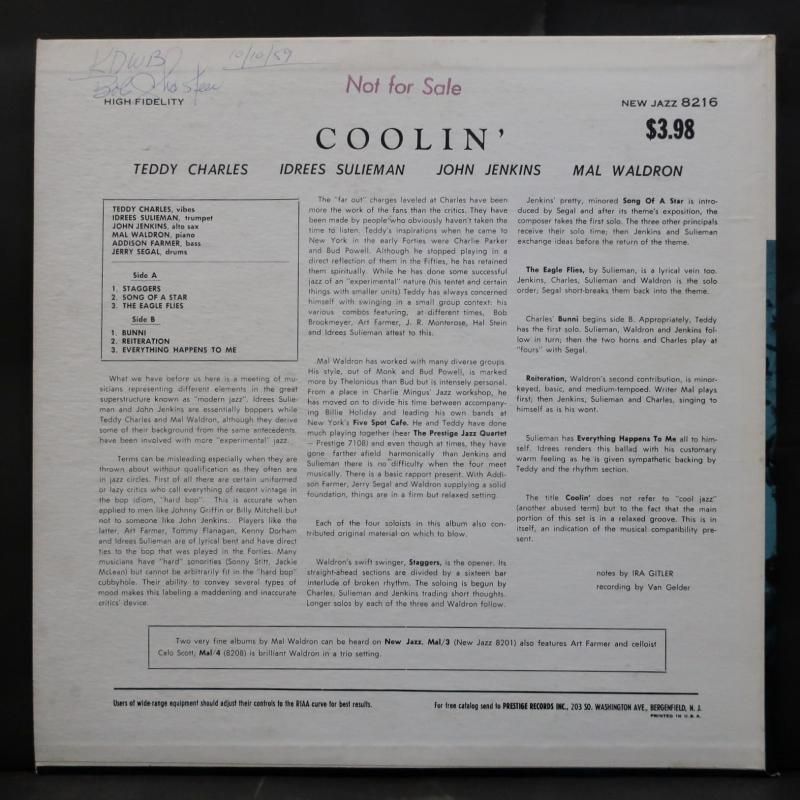 KDWB 10/10/59
Bob
Not for Sale
HIGH FIDELITY
NEW JAZZ 8216
$3.98
COOLIN'
TEDDY CHARLES IDREES SULIEMAN JOHN JENKINS MAL WALDRON
TEDDY CHARLES, vibes
IDREES SULIEMAN, trumpet
JOHN JENKINS, alto sax
MAL WALDRON, piano
ADDISON FARMER, bass
JERRY SEGAL, drums
Side A
1. STAGGERS
2. SONG OF A STAR
3. THE EAGLE FLIES
Side B
1. BUNNI
2. REITERATION
3. EVERYTHING HAPPENS TO ME
What we have before us here is a meeting of mu-
sicians representing different elements in the great
superstructure known as "modern jazz". Idrees Sulie-
man and John Jenkins are essentially boppers while
Teddy Charles and Mal Waldron, although they derive
some of their background from the same antecedents,
have been involved with more "experimental" jazz.
Terms can be misleading especially when they are
thrown about without qualification as they often are
in jazz circles. First of all there are certain uniformed
or lazy critics who call everything of recent vintage in
the bop idiom, "hard bop". This is accurate when
applied to men like Johnny Griffin or Billy Mitchell but
not to someone like John Jenkins. Players like the
latter, Art Farmer, Tommy Flanagan, Kenny Dorham
and Idrees Sulieman are of lyrical bent and have direct
ties to the bop that was played in the Forties. Many
musicians have "hard" sonorities (Sonny Stitt, Jackie
McLean) but cannot be arbitrarily fit in the "hard bop"
cubbyhole. Their ability to convey several types of
mood makes this labeling a maddening and inaccurate
critics' device.
The "far out" charges leveled at Charles have been
more the work of the fans than the critics. They have
been made by people who obviously haven't taken the
time to listen. Teddy's inspirations when he came to
New York in the early Forties were Charlie Parker
and Bud Powell. Although he stopped playing in a
direct reflection of them in the Fifties, he has retained
them spiritually. While he has done some successful
jazz of an "experimental" nature (his tentet and certain
things with smaller units) Teddy has always concerned
himself with swinging in a small group context: his
various combos featuring, at different times, Bob
Brookmeyer, Art Farmer, J. R. Monterose, Hal Stein
and Idrees Sulieman attest to this.
Mal Waldron has worked with many diverse groups.
His style, out of Monk and Bud Powell, is marked
more by Thelonious than Bud but is intensely personal.
From a place in Charlie Mingus' Jazz workshop, he
has moved on to divide his time between accompany-
ing Billie Holiday and leading his own bands at
New York's Five Spot Cafe. He and Teddy have done
much playing together (hear The Prestige Jazz Quartet
– Prestige 7108) and even though at times, they have
gone farther afield harmonically than Jenkins and
Sulieman there is no difficulty when the four meet
musically. There is a basic rapport present. With Addi-
son Farmer, Jerry Segal and Waldron supplying a solid
foundation, things are in a firm but relaxed setting.
Each of the four soloists in this album also con-
tributed original material on which to blow.
Waldron's swift swinger, Staggers, is the opener. Its
straight-ahead sections are divided by a sixteen bar
interlude of broken rhythm. The soloing is begun by
Charles, Sulieman and Jenkins trading short thoughts.
Longer solos by each of the three and Waldron follow.
Jenkins' pretty, minored Song Of A Star is intro-
duced by Segal and after its theme's exposition, the
composer takes the first solo. The three other principals
receive their solo time; then Jenkins and Sulieman
exchange ideas before the return of the theme.
The Eagle Flies, by Sulieman, is a lyrical vein too.
Jenkins, Charles, Sulieman and Waldron is the solo
order; Segal short-breaks them back into the theme.
Charles' Bunni begins side B. Appropriately, Teddy
has the first solo. Sulieman, Waldron and Jenkins fol-
low in turn; then the two horns and Charles play at
"fours" with Segal.
Reiteration, Waldron's second contribution, is minor-
keyed, basic, and medium-tempoed. Writer Mal plays
first; then Jenkins, Sulieman and Charles, singing to
himself as is his wont.
Sulieman has Everything Happens To Me all to him-
self. Idrees renders this ballad with his customary
warm feeling as he is given sympathetic backing by
Teddy and the rhythm section.
The title Coolin' does not refer to "cool jazz"
(another abused term) but to the fact that the main
portion of this set is in a relaxed groove. This is in
itself, an indication of the musical compatibility pre-
sent.
notes by IRA GITLER
recording by Van Gelder
Two very fine albums by Mal Waldron can be heard on New Jazz. Mal/3 (New Jazz 8201) also features Art Farmer and celloist
Calo Scott; Mal/4 (8208) is brilliant Waldron in a trio setting.
Users of wide-range equipment should adjust their controls to the RIAA curve for best results.
For free catalog send to PRESTIGE RECORDS INC., 203 SO. WASHINGTON AVE., BERGENFIELD, N. J.
PRINTED IN U.S.A.